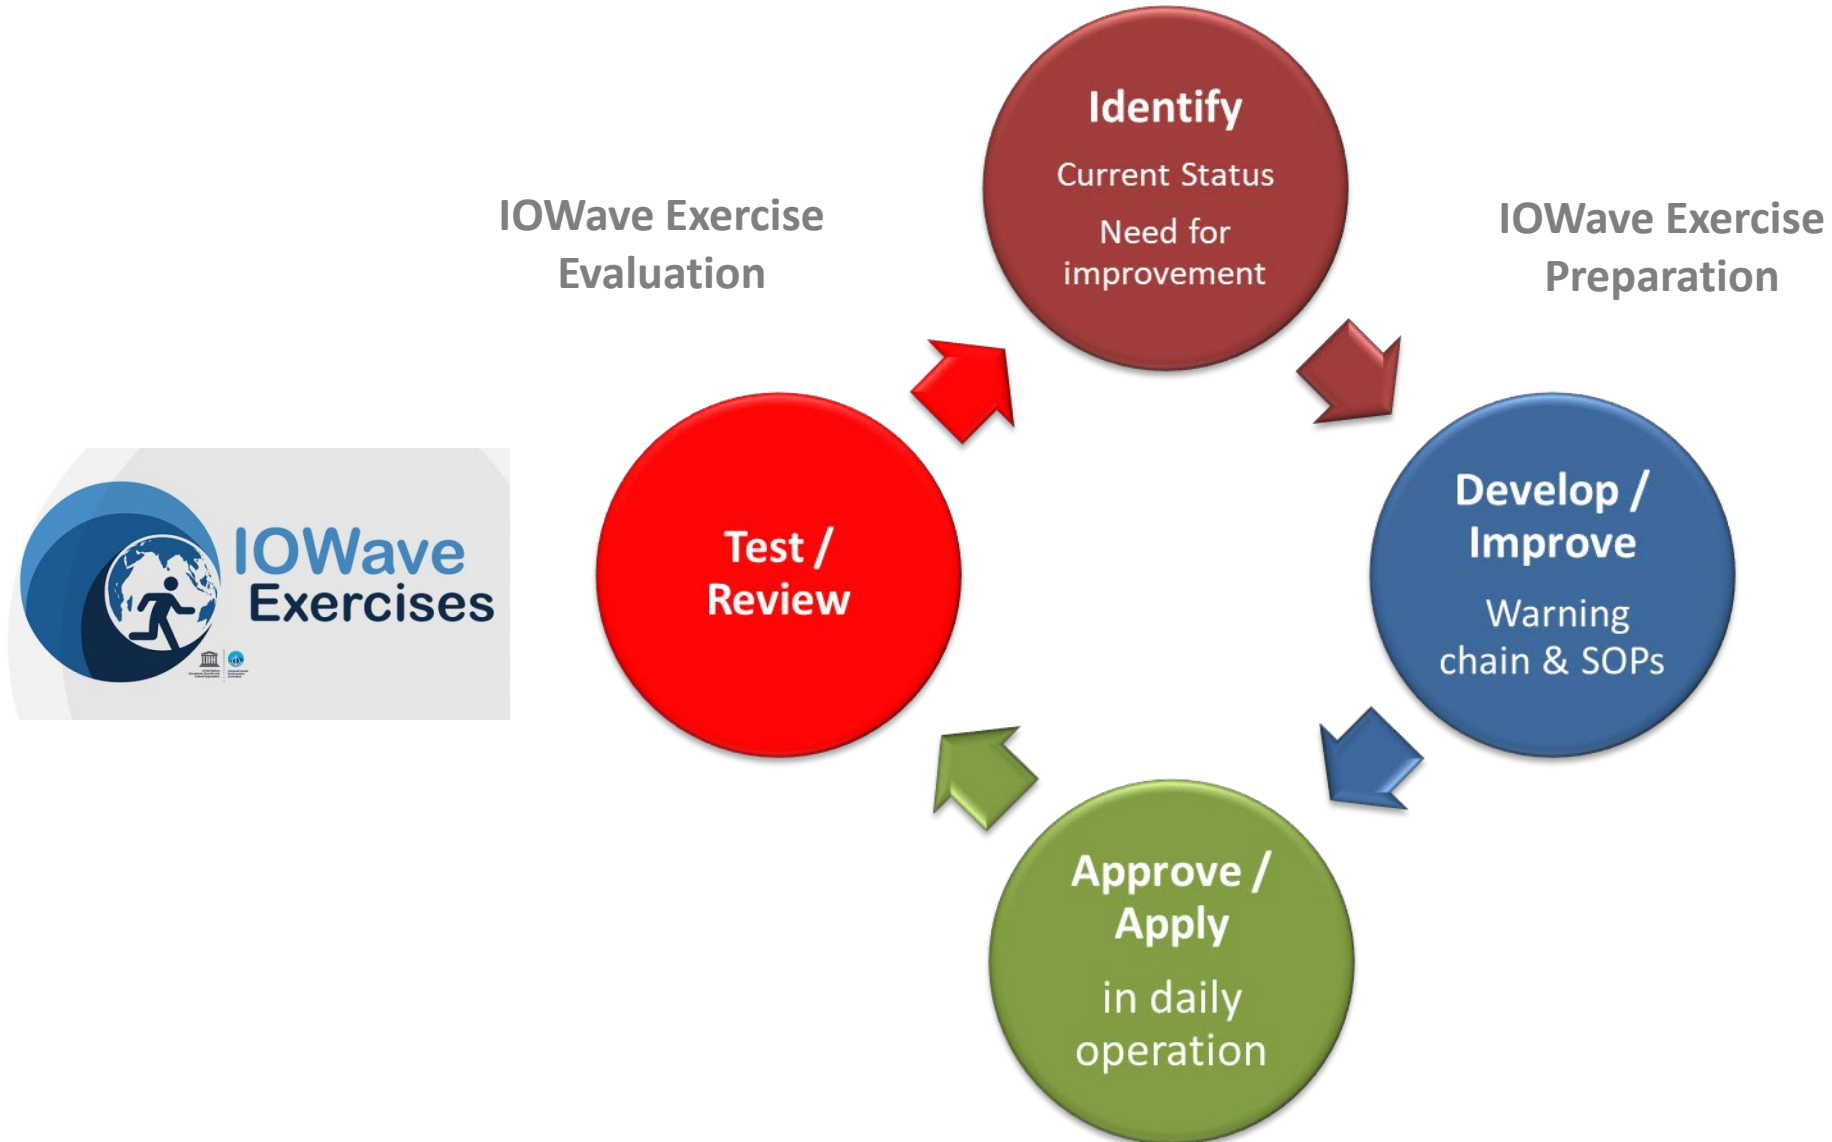 Identify
Current Status
Need for
improvement
IOWave Exercise
Evaluation
IOWave Exercise
Preparation
Develop /
Improve
Warning
chain & SOPs
Test /
Review
IOWave
Exercises
Approve /
Apply
in daily
operation